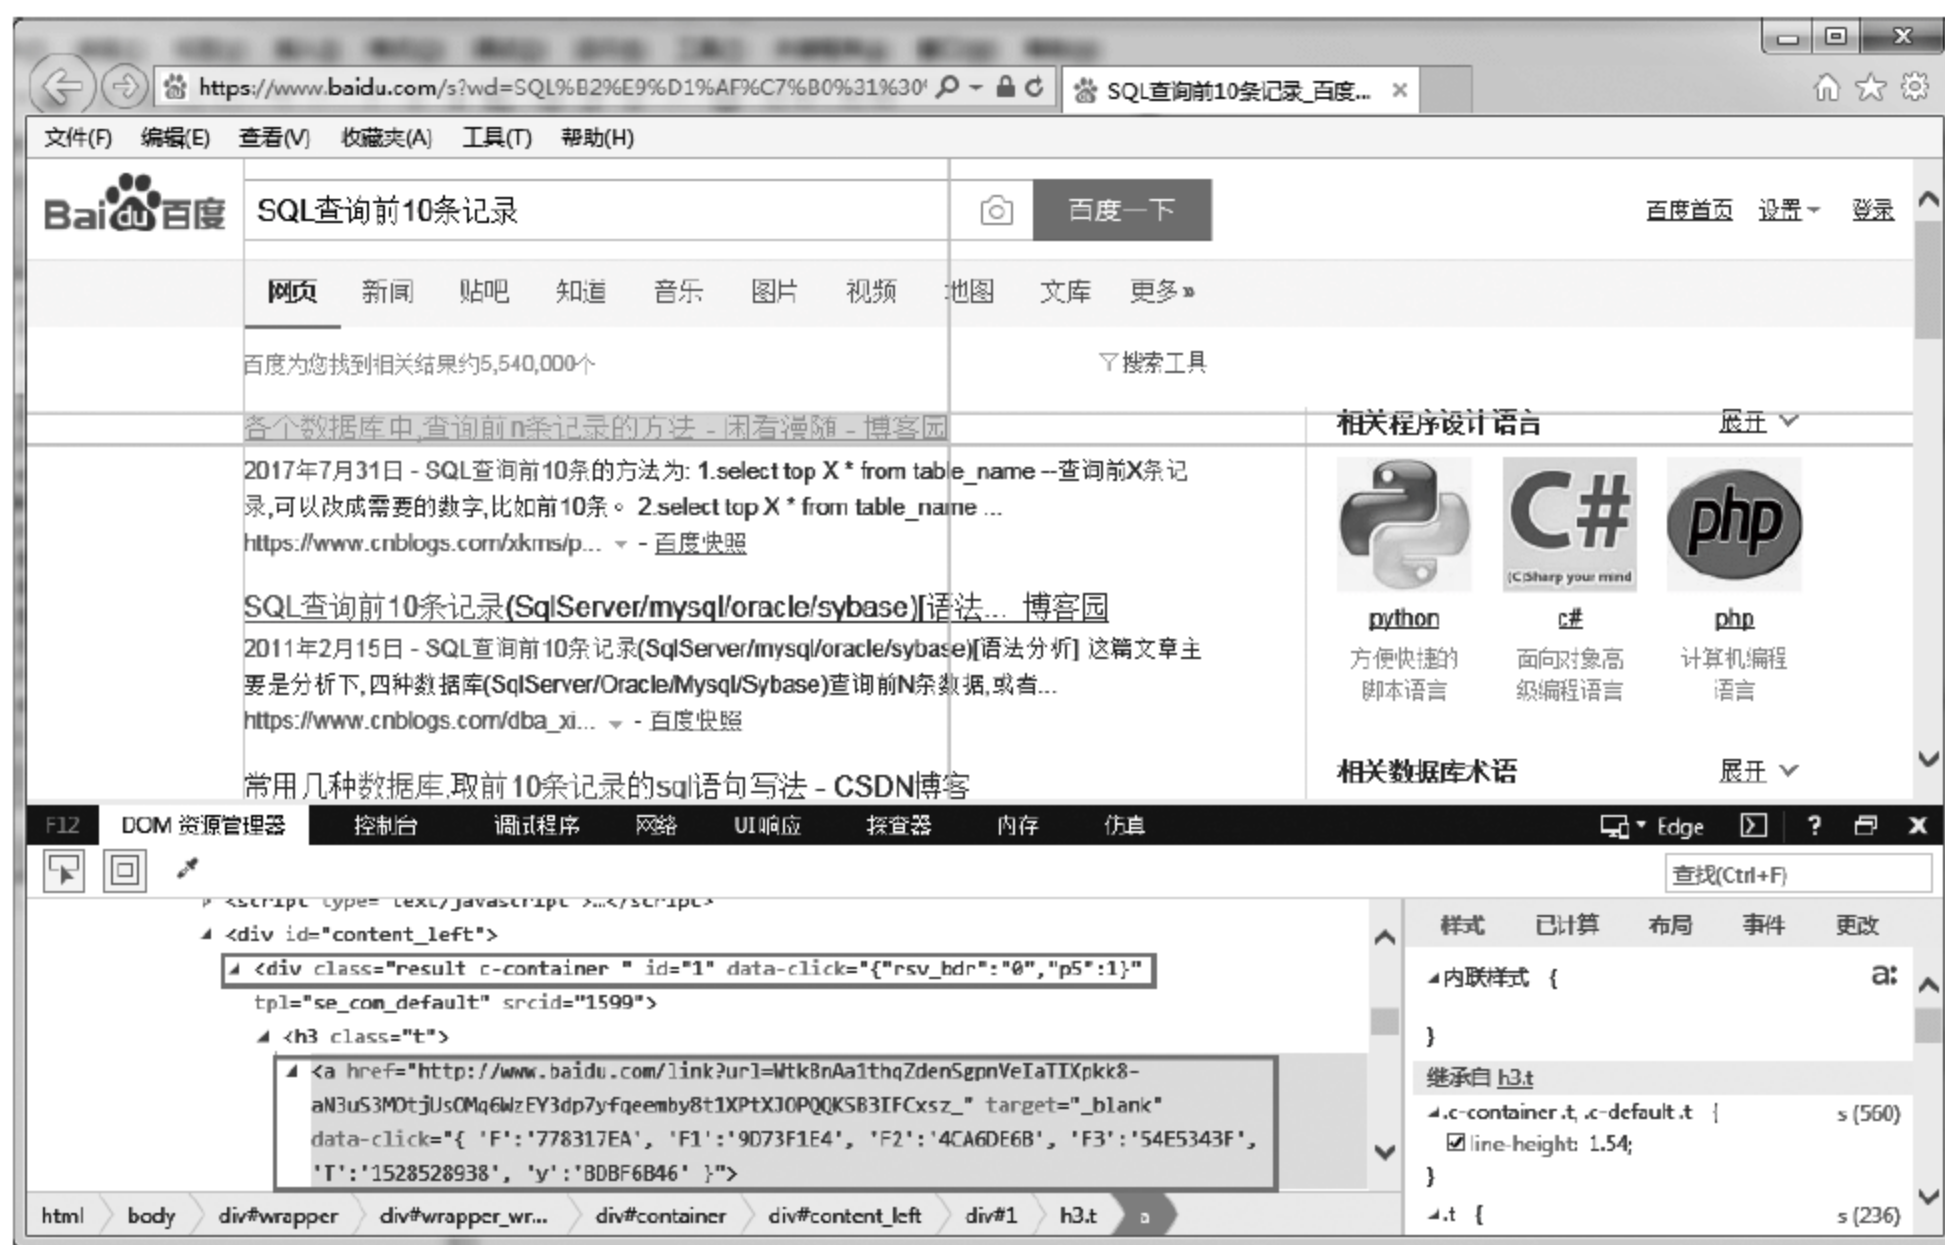 https://www.baidu.com/s?wd=SQL%B2%E9%D1%AF%C7%B0%31%30%
SQL查询前10条记录_百度...
文件(F) 编辑(E) 查看(V) 收藏夹(A) 工具(T) 帮助(H)
Bai du 百度
SQL查询前10条记录
百度一下
百度首页 设置 登录
网页 新闻 贴吧 知道 音乐 图片 视频 地图 文库 更多»
百度为您找到相关结果约5,540,000个
搜索工具
各个数据库中,查询前n条记录的方法 - 闲看漫随 - 博客园
2017年7月31日 - SQL查询前10条的方法为: 1.select top X * from table_name --查询前X条记
录,可以改成需要的数字,比如前10条。 2.select top X * from table_name ...
https://www.cnblogs.com/xkms/p... - 百度快照
SQL查询前10条记录(SqlServer/mysql/oracle/sybase)[语法... 博客园
2011年2月15日 - SQL查询前10条记录(SqlServer/mysql/oracle/sybase)[语法分析] 这篇文章主
要是分析下,四种数据库(SqlServer/Oracle/Mysql/Sybase)查询前N条数据,或者...
https://www.cnblogs.com/dba_xi... - 百度快照
常用几种数据库,取前10条记录的sql语句写法 - CSDN博客
相关程序设计语言 展开
C# php
(C)Sharp your mind
python c# php
方便快捷的 面向对象高 计算机编程
脚本语言 级编程语言 语言
相关数据库术语 展开
F12 DOM 资源管理器 控制台 调试程序 网络 UI 响应 探查器 内存 仿真 Edge ?
查找(Ctrl+F)
<script type="text/javascript">…</script>
<div id="content_left">
<div class="result c-container " id="1" data-click="{"rsv_bdr":"0","p5":1}"
tpl="se_com_default" srcid="1599">
<h3 class="t">
<a href="http://www.baidu.com/link?url=WtkBnAa1thqZdenSgpnVeIaTIXpkk8-
aN3uS3MOtjUsOMq6WzEY3dp7yfqeemby8t1XPtXJOPQQKSB3IFCxsz_" target="_blank"
data-click="{ 'F':'778317EA', 'F1':'9D73F1E4', 'F2':'4CA6DE6B', 'F3':'54E5343F',
'T':'1528528938', 'y':'BDBF6B46' }">
样式 已计算 布局 事件 更改
内联样式 { a:
}
继承自 h3.t
.c-container .t, .c-default .t { s (560)
line-height: 1.54;
}
.t { s (236)
html body div#wrapper div#wrapper_wr... div#container div#content_left div#1 h3.t a